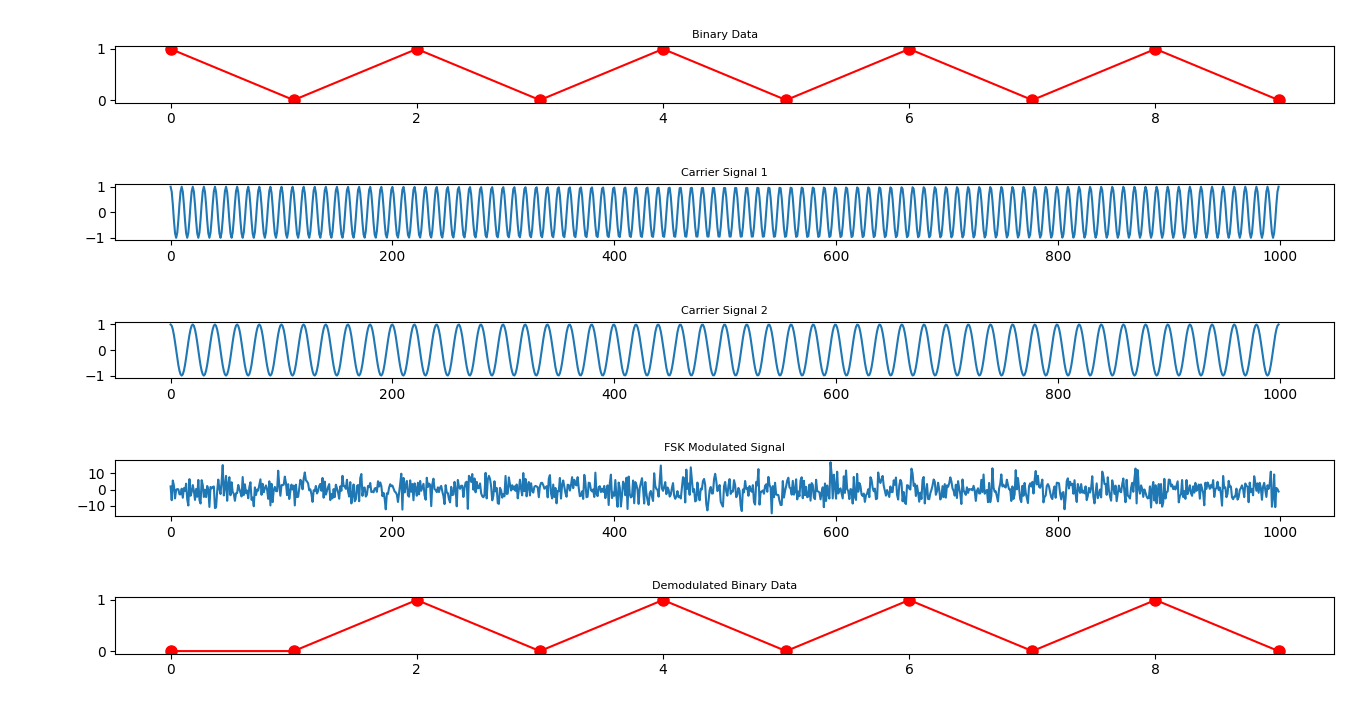 Binary Data
1
0
0 2 4 6 8
Carrier Signal 1
1
0
−1
0 200 400 600 800 1000
Carrier Signal 2
1
0
−1
0 200 400 600 800 1000
FSK Modulated Signal
10
0
−10
0 200 400 600 800 1000
Demodulated Binary Data
1
0
0 2 4 6 8